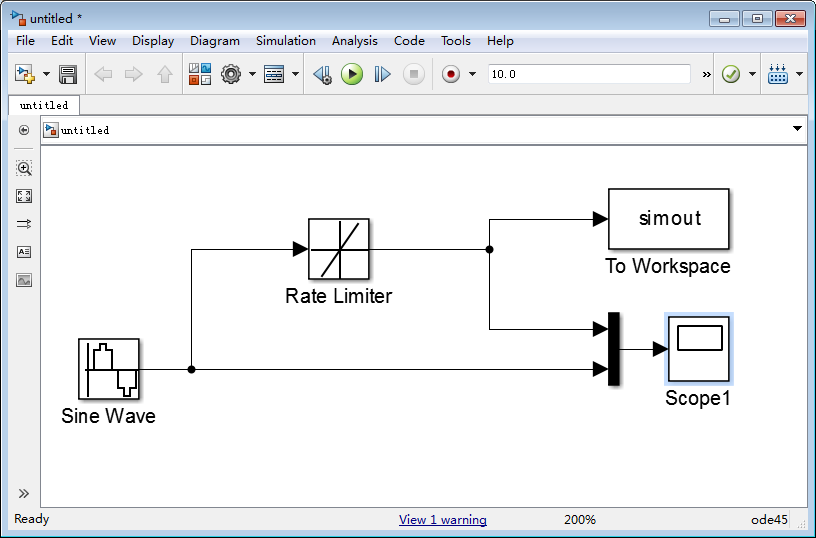 untitled *
File Edit View Display Diagram Simulation Analysis Code Tools Help
10.0 »
untitled
untitled
simout
To Workspace
Rate Limiter
Scope1
Sine Wave
Ready View 1 warning 200% ode45